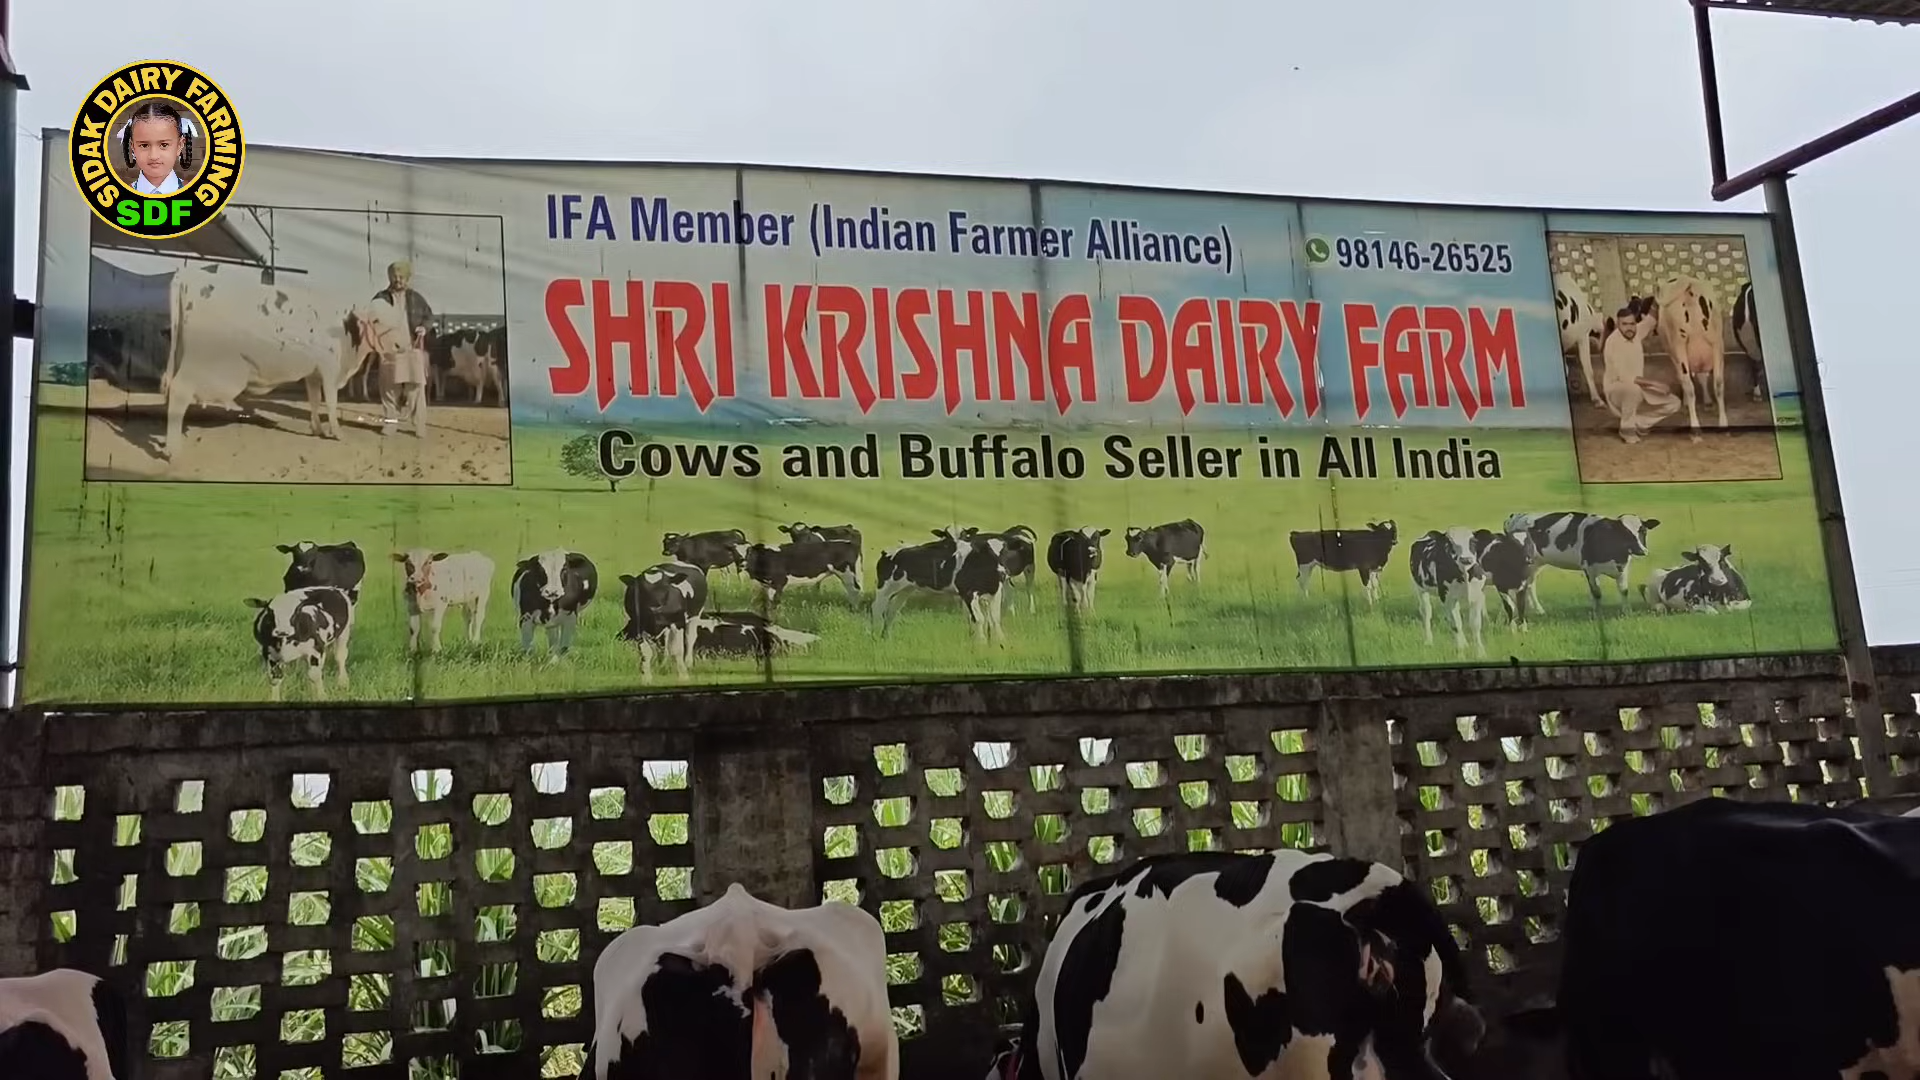 SIDAK DAIRY FARMING
SDF
IFA Member (Indian Farmer Alliance)
98146-26525
SHRI KRISHNA DAIRY FARM
Cows and Buffalo Seller in All India